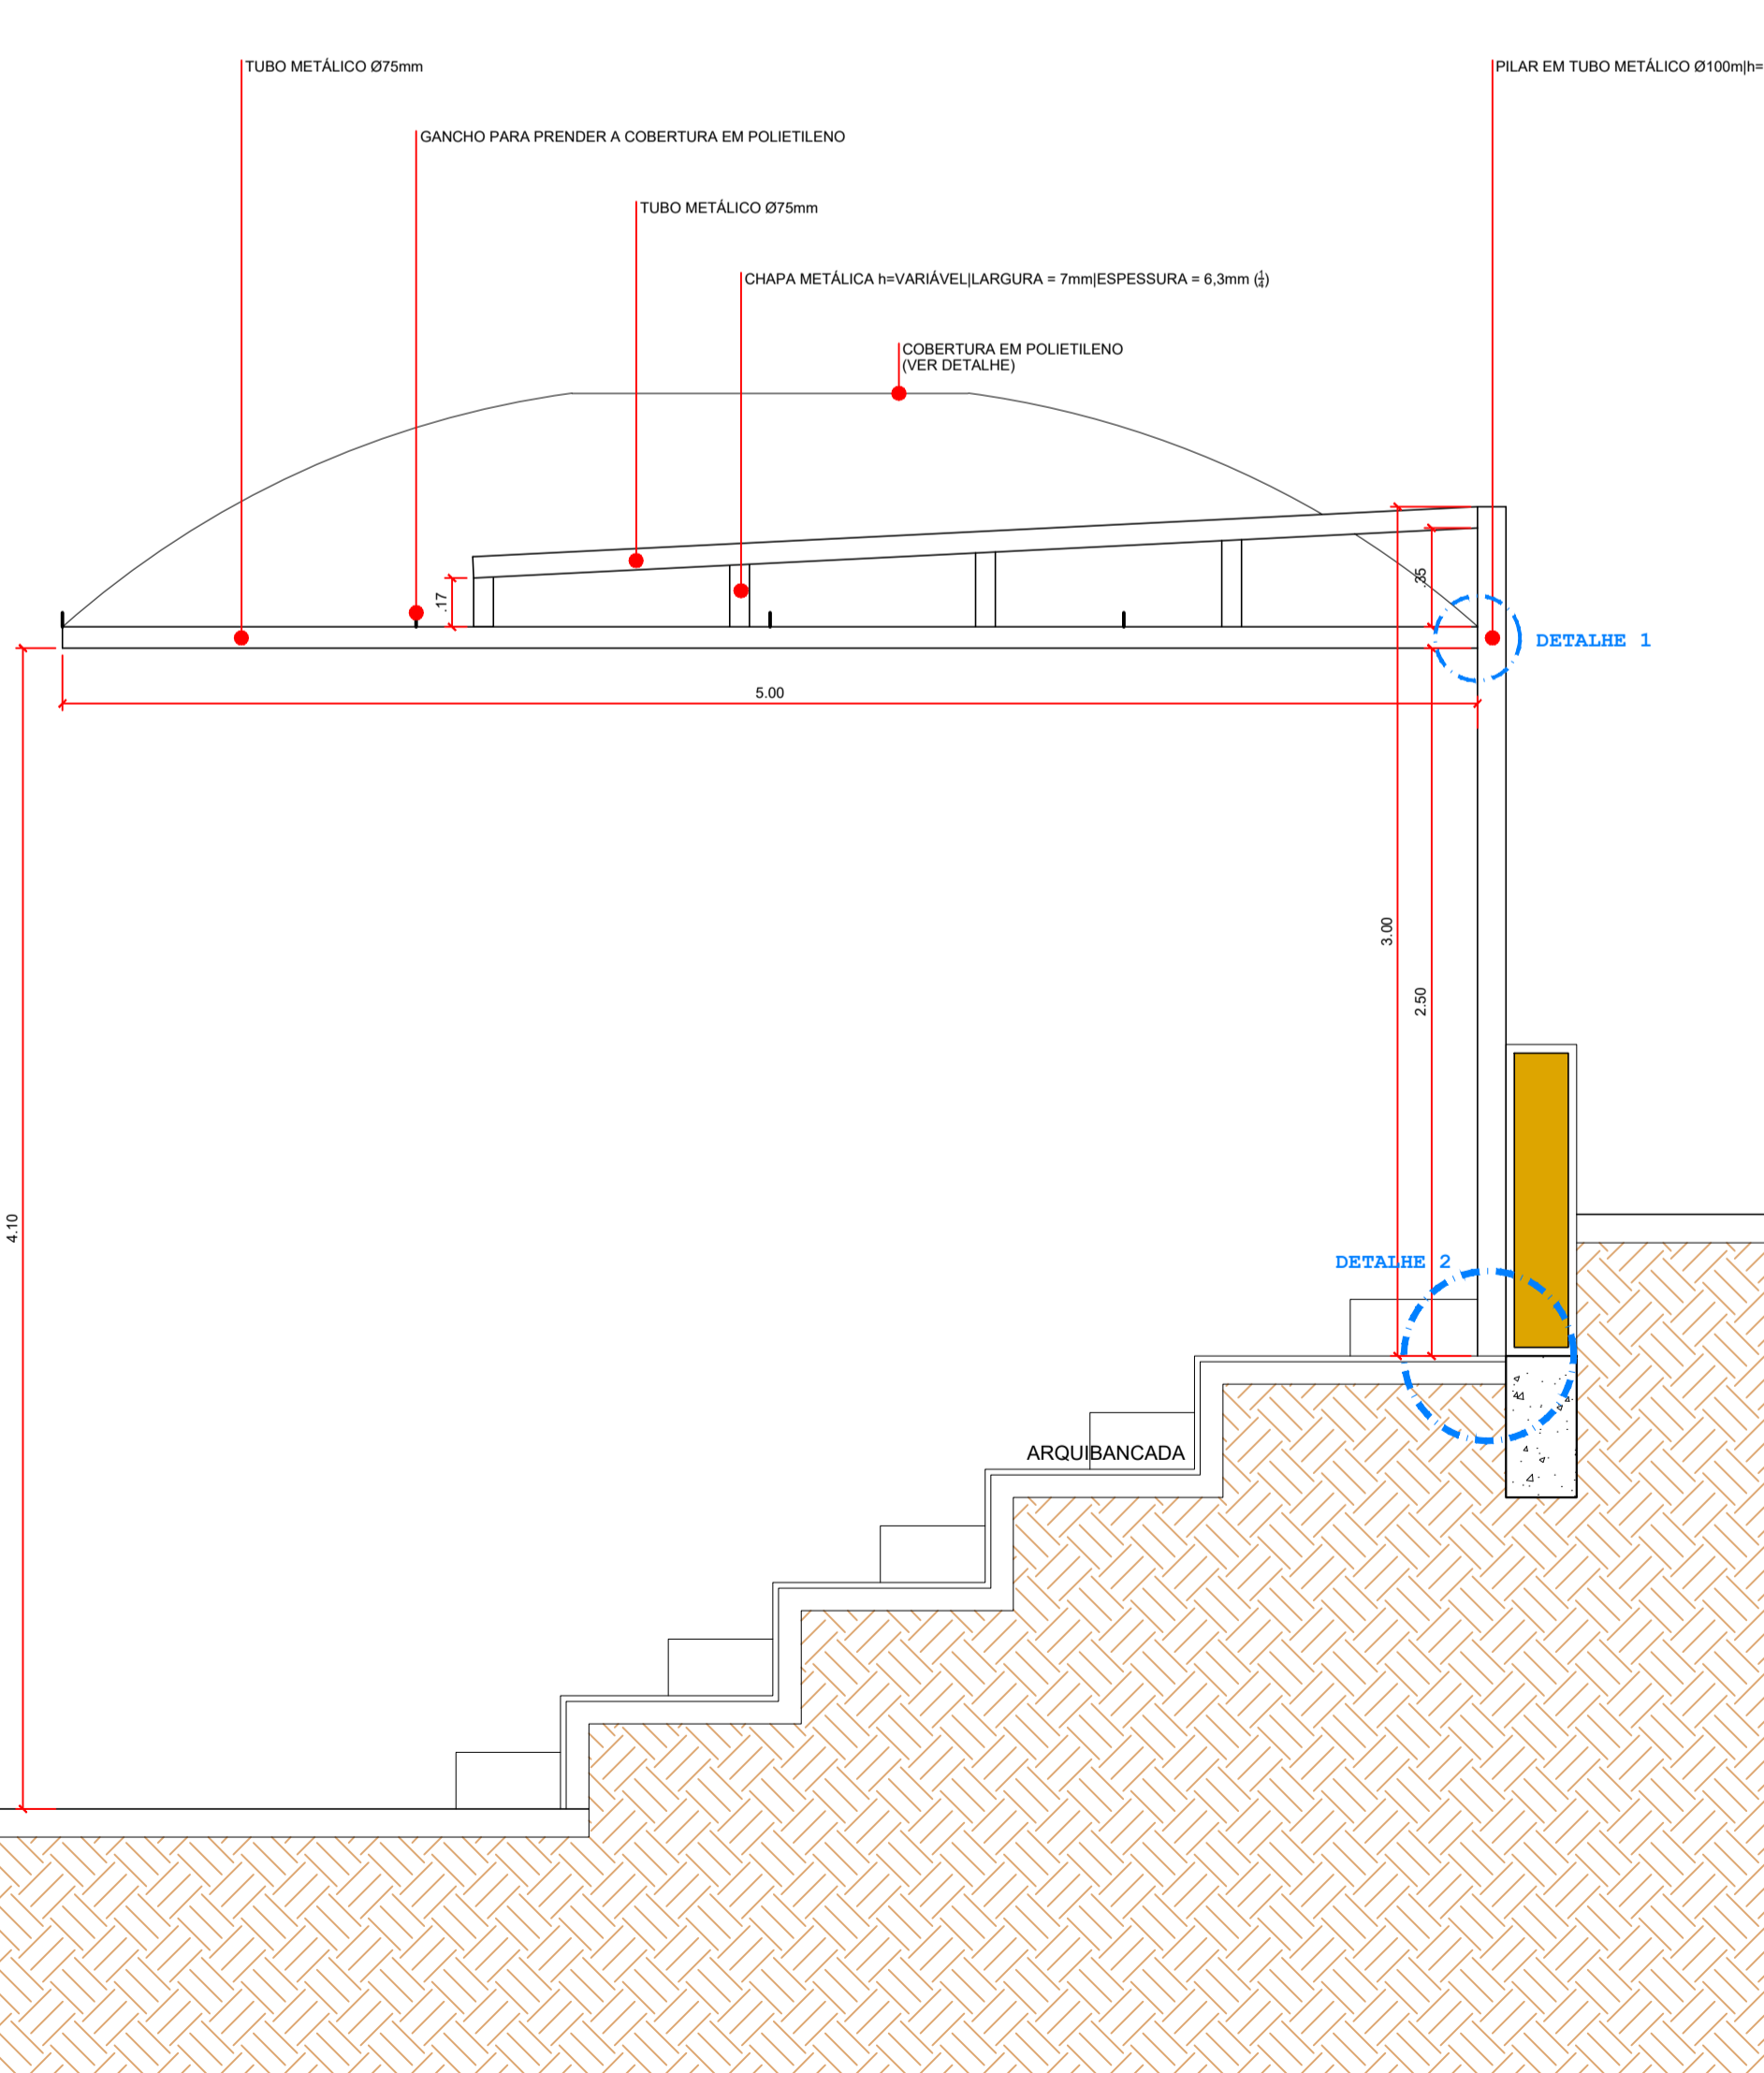 TUBO METÁLICO Ø75mm
PILAR EM TUBO METÁLICO Ø100m|h=
GANCHO PARA PRENDER A COBERTURA EM POLIETILENO
TUBO METÁLICO Ø75mm
CHAPA METÁLICA h=VARIÁVEL|LARGURA = 7mm|ESPESSURA = 6,3mm (1/4)
COBERTURA EM POLIETILENO
(VER DETALHE)
.17
.35
DETALHE 1
5.00
3.00
2.50
4.10
DETALHE 2
ARQUIBANCADA